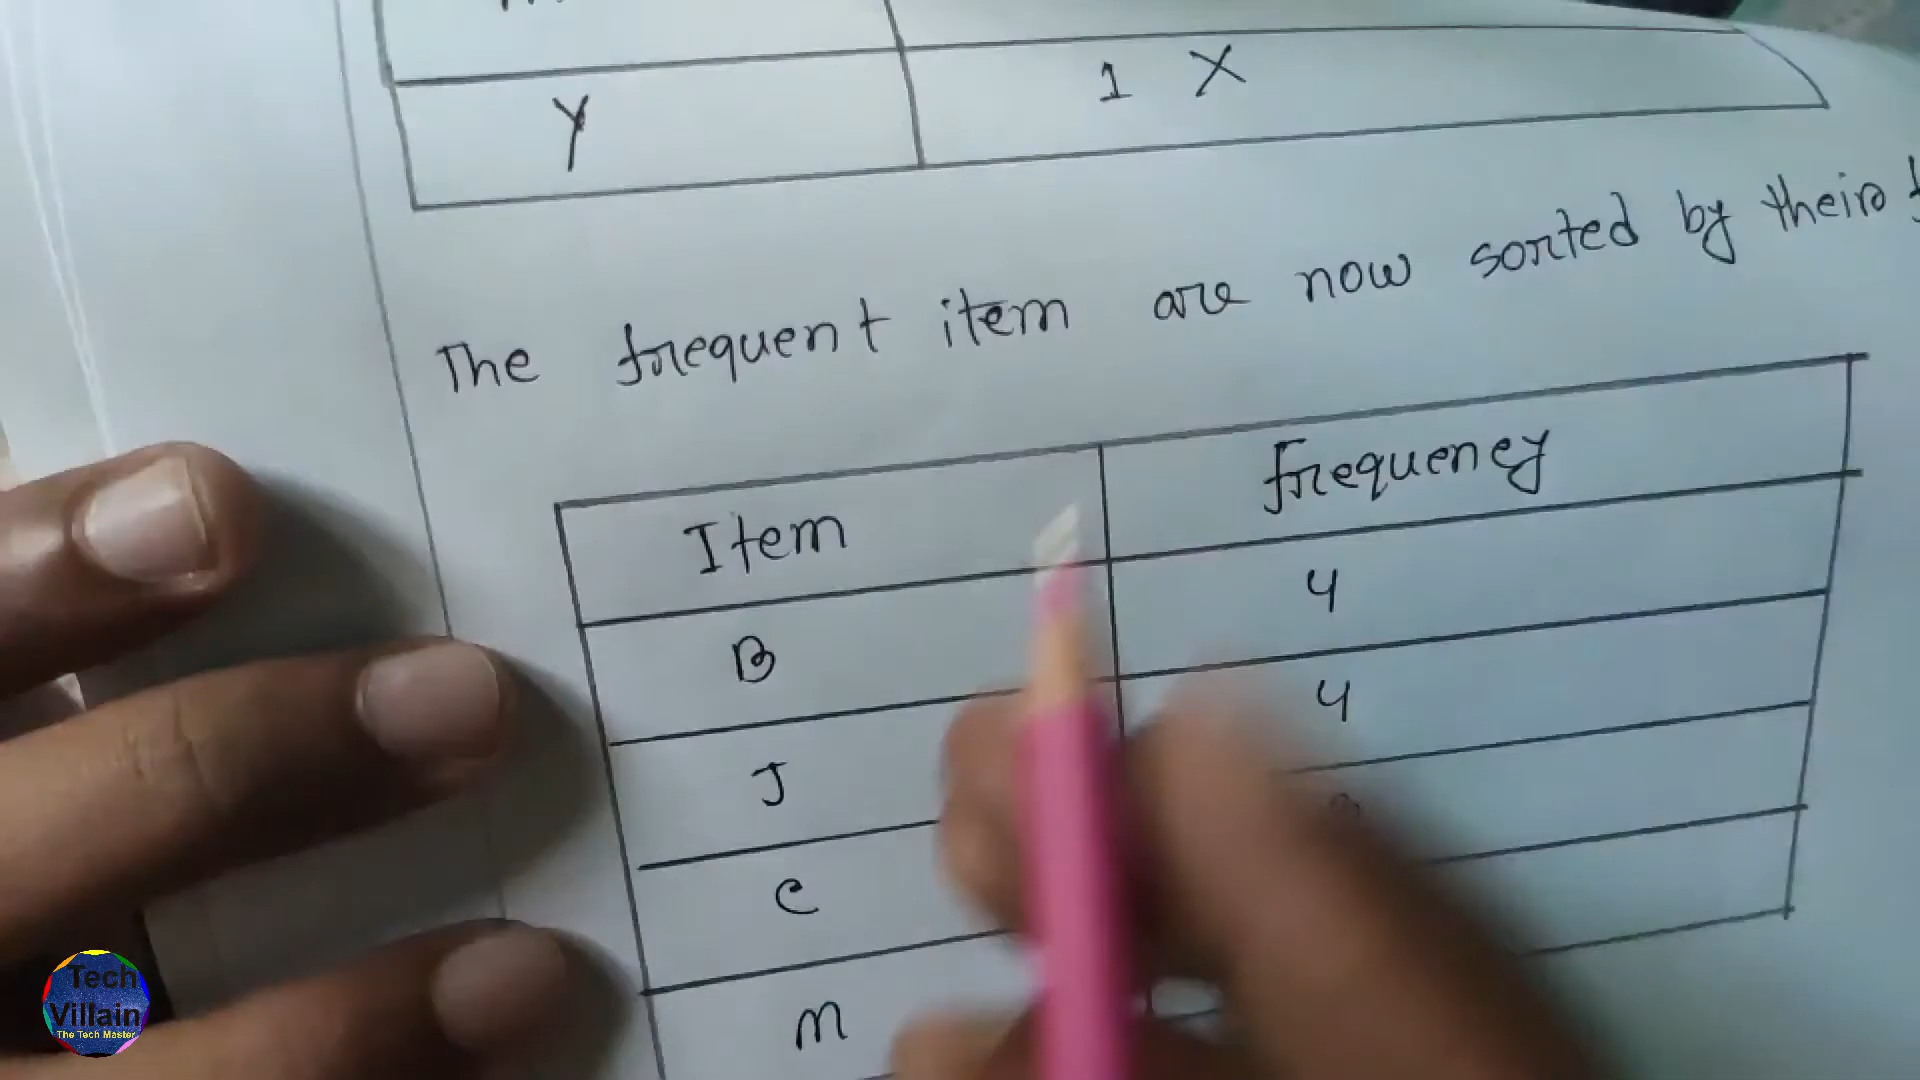 Y 1 X
The frequent item are now sorted by their
Item frequency
B 4
J 4
C
M
Tech
Villain
The Tech Master